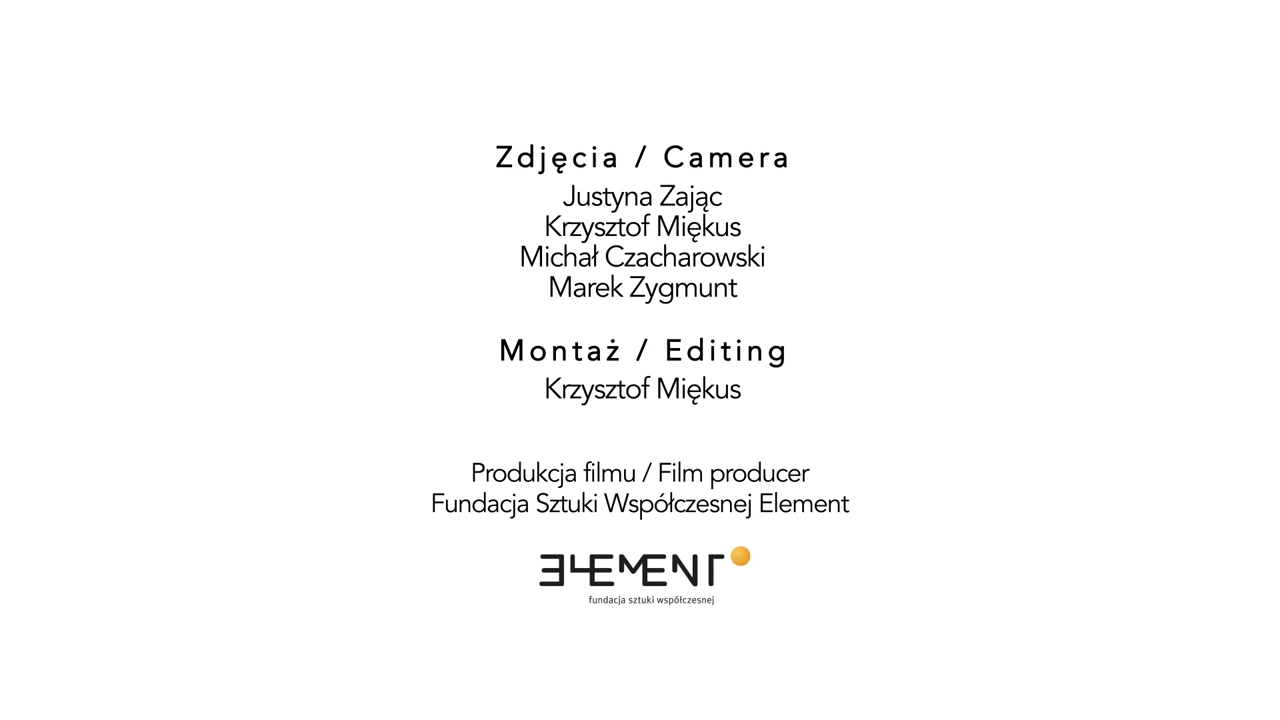 Zdjęcia / Camera
Justyna Zając
Krzysztof Miękus
Michał Czacharowski
Marek Zygmunt
Montaż / Editing
Krzysztof Miękus
Produkcja filmu / Film producer
Fundacja Sztuki Współczesnej Element
ELEMENT
fundacja sztuki współczesnej